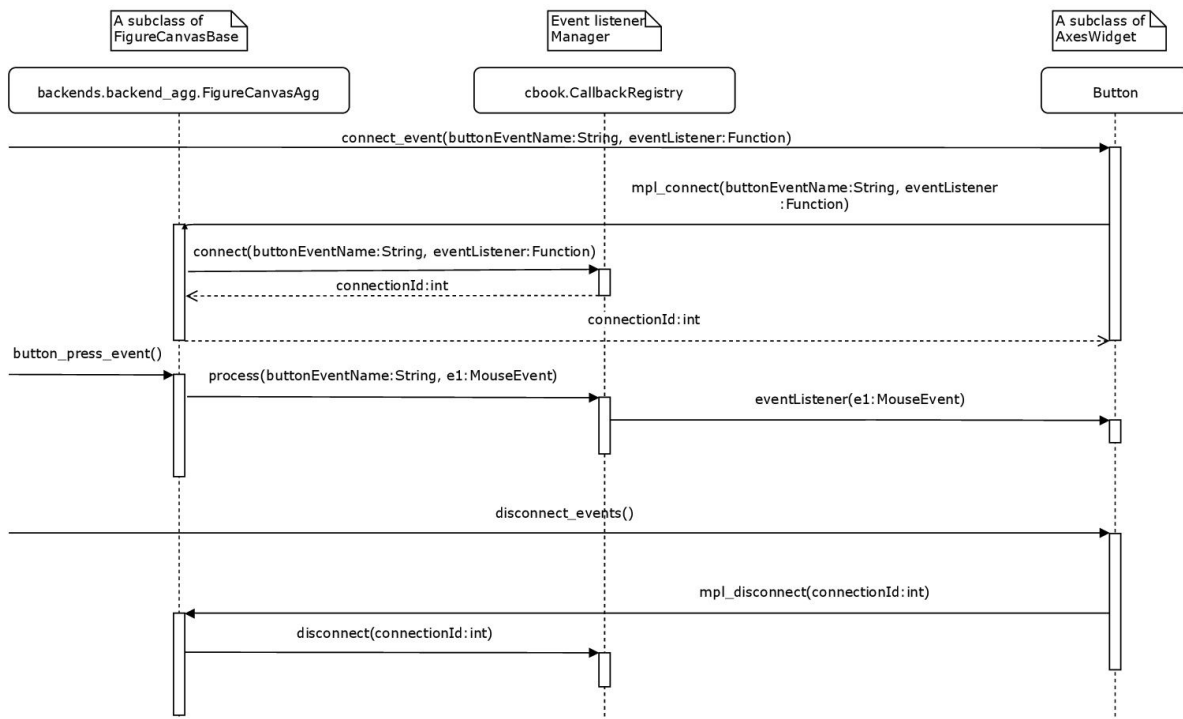 A subclass of
FigureCanvasBase
Event listener
Manager
A subclass of
AxesWidget
backends.backend_agg.FigureCanvasAgg
cbook.CallbackRegistry
Button
connect_event(buttonEventName:String, eventListener:Function)
mpl_connect(buttonEventName:String, eventListener
:Function)
connect(buttonEventName:String, eventListener:Function)
connectionId:int
connectionId:int
button_press_event()
process(buttonEventName:String, e1:MouseEvent)
eventListener(e1:MouseEvent)
disconnect_events()
mpl_disconnect(connectionId:int)
disconnect(connectionId:int)